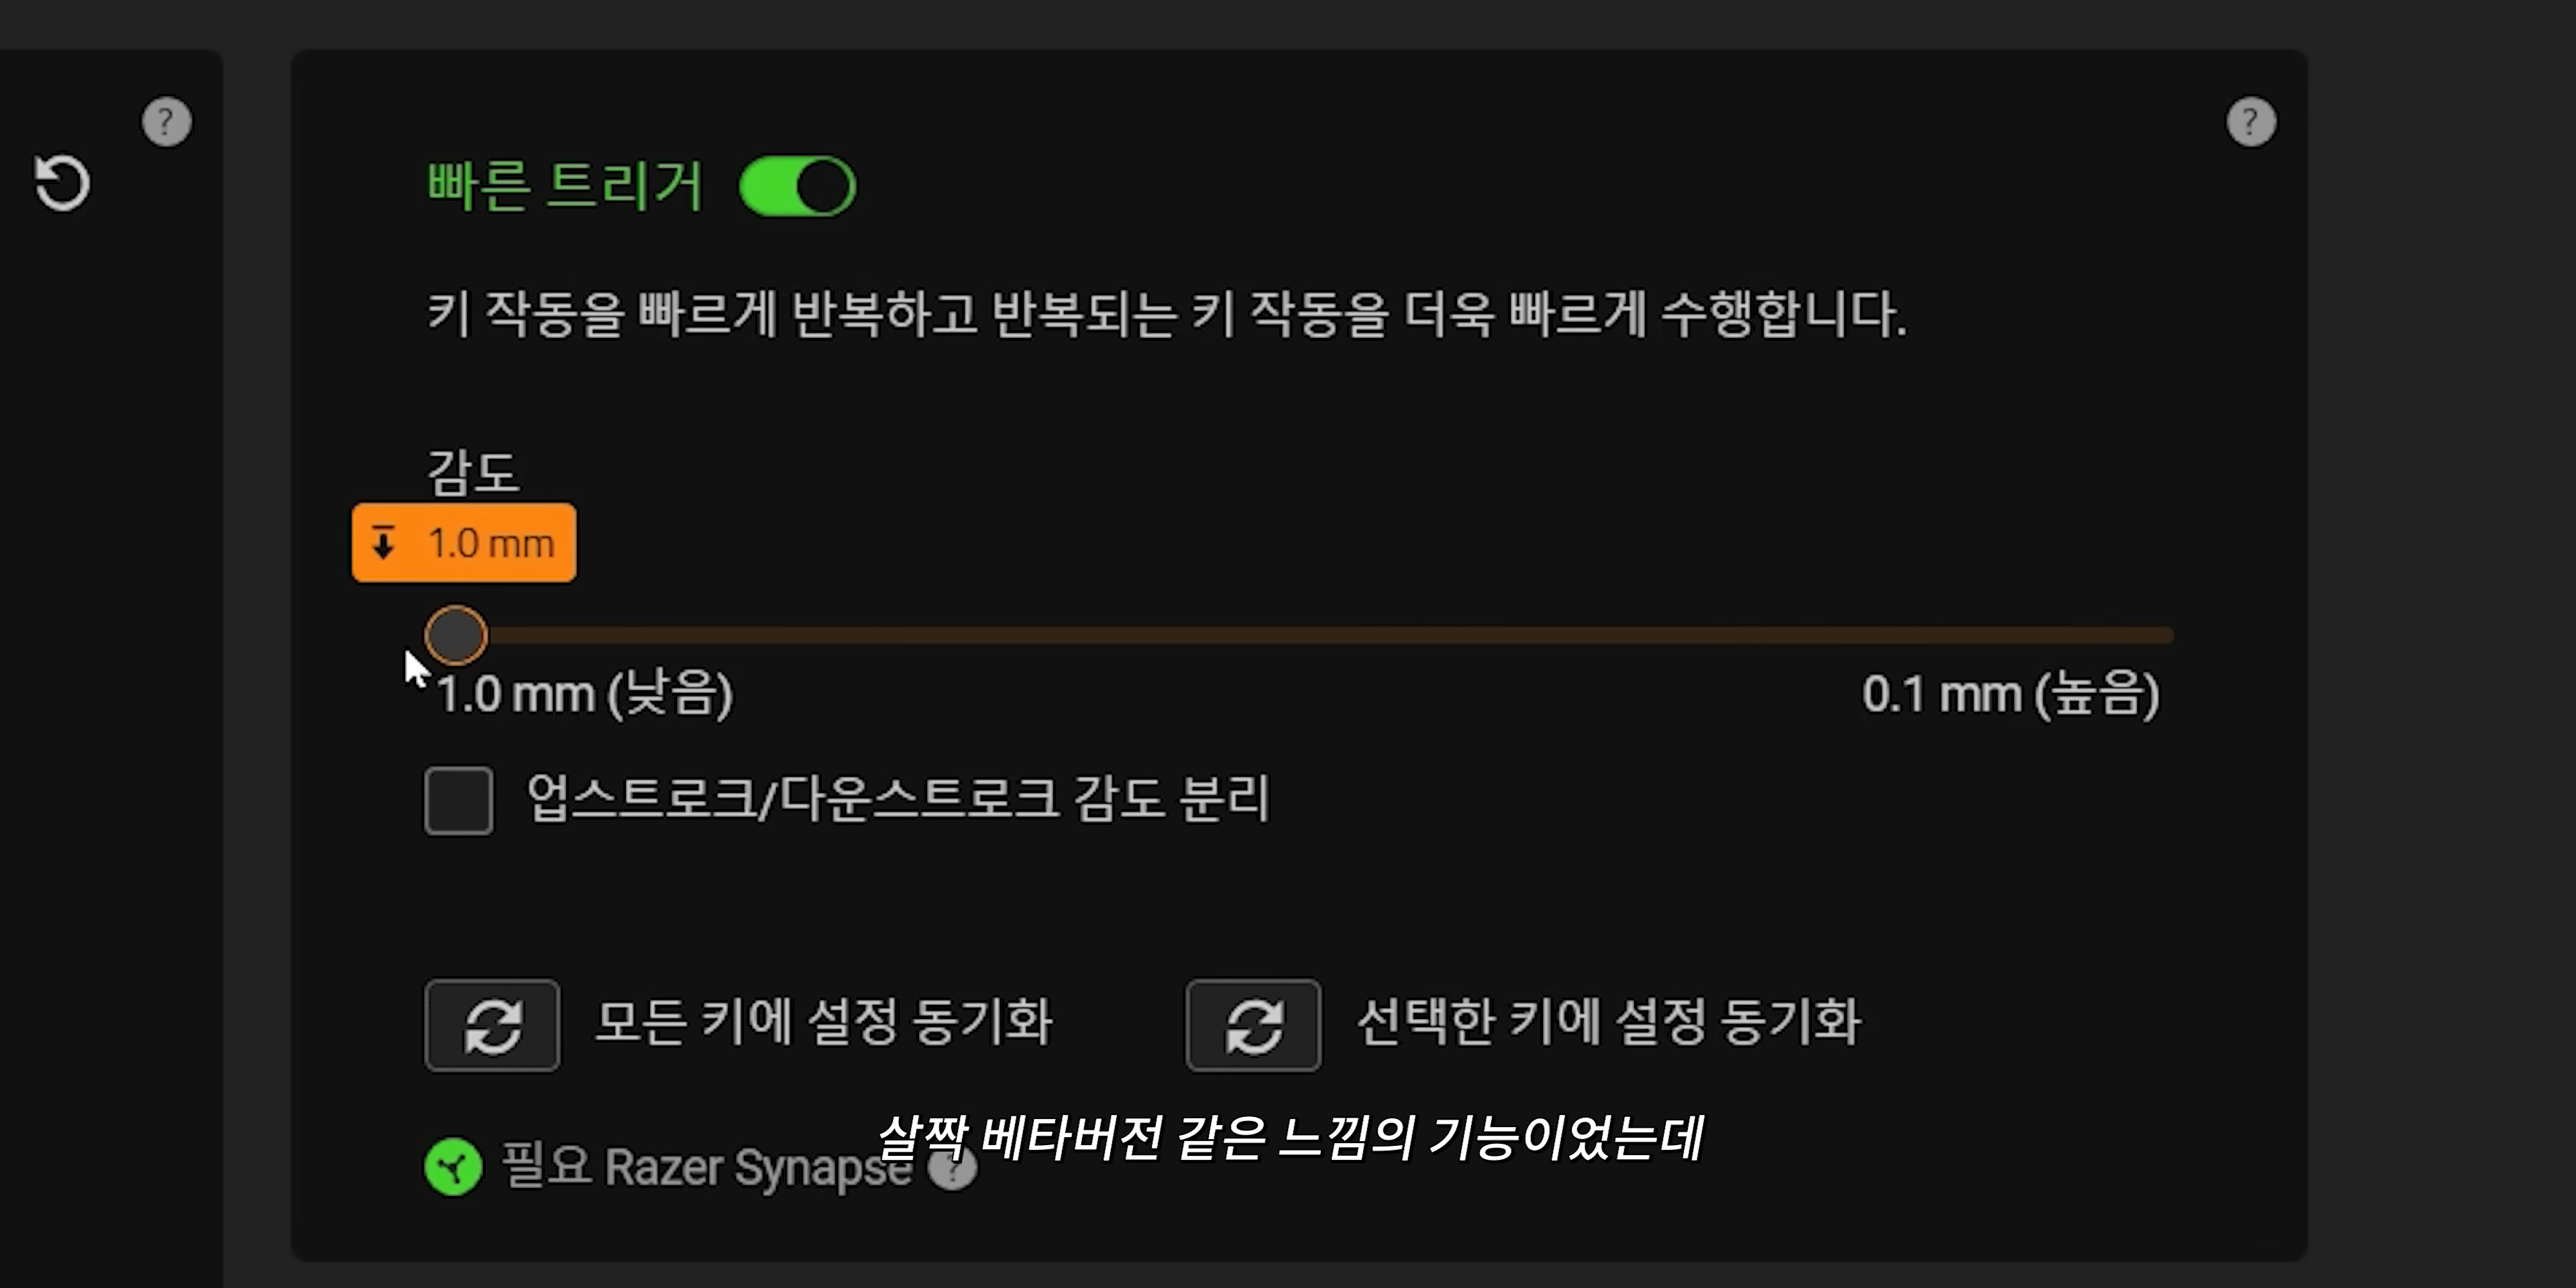 빠른 트리거
키 작동을 빠르게 반복하고 반복되는 키 작동을 더욱 빠르게 수행합니다.
감도
1.0 mm
1.0 mm (낮음)
0.1 mm (높음)
업스트로크/다운스트로크 감도 분리
모든 키에 설정 동기화
선택한 키에 설정 동기화
살짝 베타버전 같은 느낌의 기능이었는데
필요 Razer Synapse